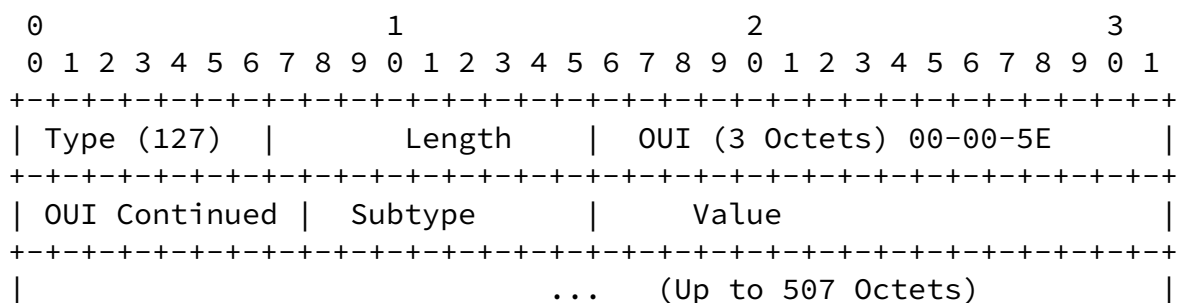 0                   1                   2                   3
0 1 2 3 4 5 6 7 8 9 0 1 2 3 4 5 6 7 8 9 0 1 2 3 4 5 6 7 8 9 0 1
+-+-+-+-+-+-+-+-+-+-+-+-+-+-+-+-+-+-+-+-+-+-+-+-+-+-+-+-+-+-+-+-+
| Type (127)  |       Length    |  OUI (3 Octets) 00-00-5E      |
+-+-+-+-+-+-+-+-+-+-+-+-+-+-+-+-+-+-+-+-+-+-+-+-+-+-+-+-+-+-+-+-+
| OUI Continued |  Subtype      |     Value                     |
+-+-+-+-+-+-+-+-+-+-+-+-+-+-+-+-+-+-+-+-+-+-+-+-+-+-+-+-+-+-+-+-+
|                             ...   (Up to 507 Octets)          |